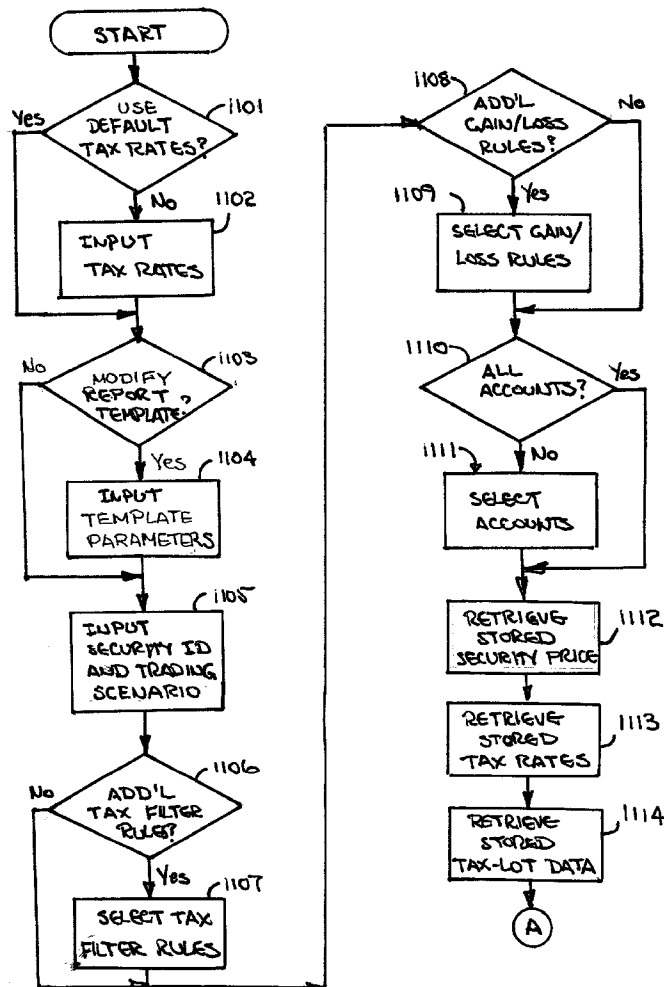 START
1101
USE
DEFAULT
TAX RATES?
Yes
No
1102
INPUT
TAX RATES
1103
No
MODIFY
REPORT
TEMPLATE?
Yes
1104
INPUT
TEMPLATE
PARAMETERS
1105
INPUT
SECURITY ID
AND TRADING
SCENARIO
1106
No
ADD'L
TAX FILTER
RULES?
Yes
1107
SELECT TAX
FILTER RULES
1108
ADD'L
GAIN/LOSS
RULES?
No
Yes
1109
SELECT GAIN/
LOSS RULES
1110
ALL
ACCOUNTS?
Yes
No
1111
SELECT
ACCOUNTS
1112
RETRIEVE
STORED
SECURITY PRICE
1113
RETRIEVE
STORED
TAX RATES
1114
RETRIEVE
STORED
TAX-LOT DATA
A